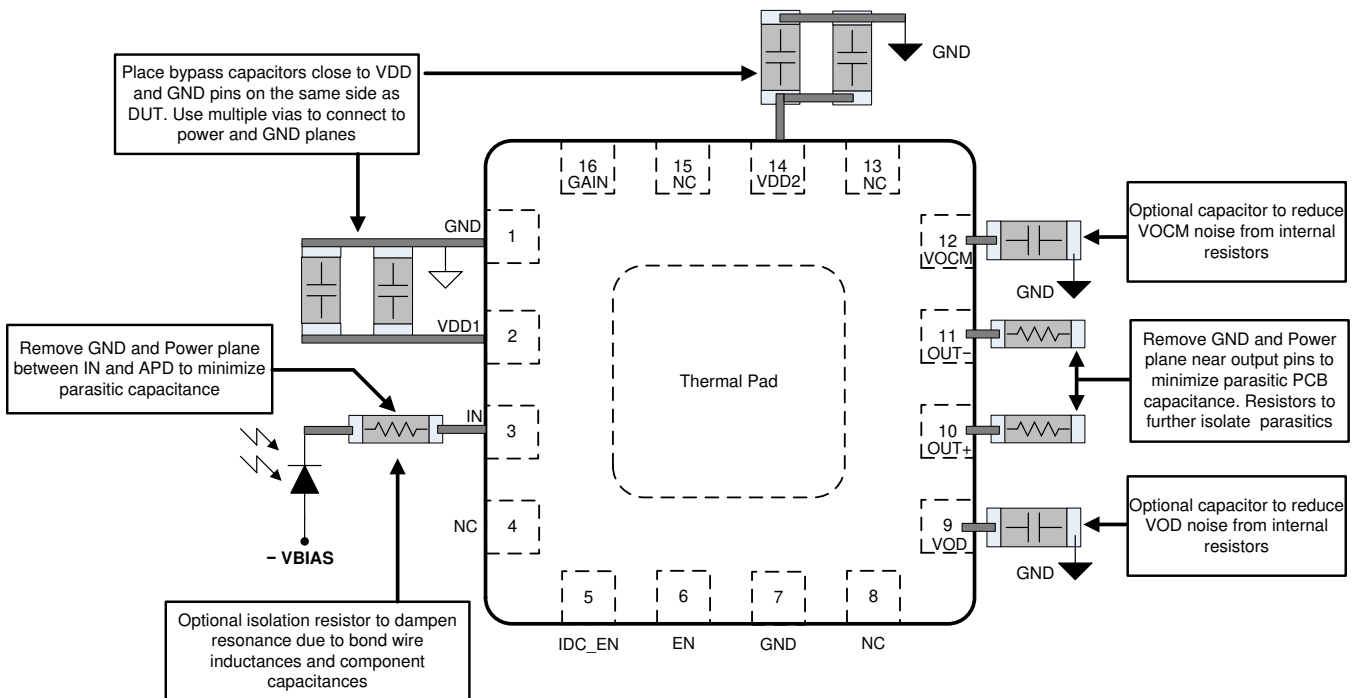 GND
Place bypass capacitors close to VDD
and GND pins on the same side as
DUT. Use multiple vias to connect to
power and GND planes
16
GAIN
15
NC
14
VDD2
13
NC
GND
1
12
VOCM
Optional capacitor to reduce
VOCM noise from internal
resistors
GND
VDD1
2
11
OUT−
Remove GND and Power plane
between IN and APD to minimize
parasitic capacitance
Thermal Pad
Remove GND and Power
plane near output pins to
minimize parasitic PCB
capacitance. Resistors to
further isolate parasitics
IN
3
10
OUT+
NC
4
9
VOD
Optional capacitor to reduce
VOD noise from internal
resistors
GND
− VBIAS
Optional isolation resistor to dampen
resonance due to bond wire
inductances and component
capacitances
5
6
7
8
IDC_EN
EN
GND
NC